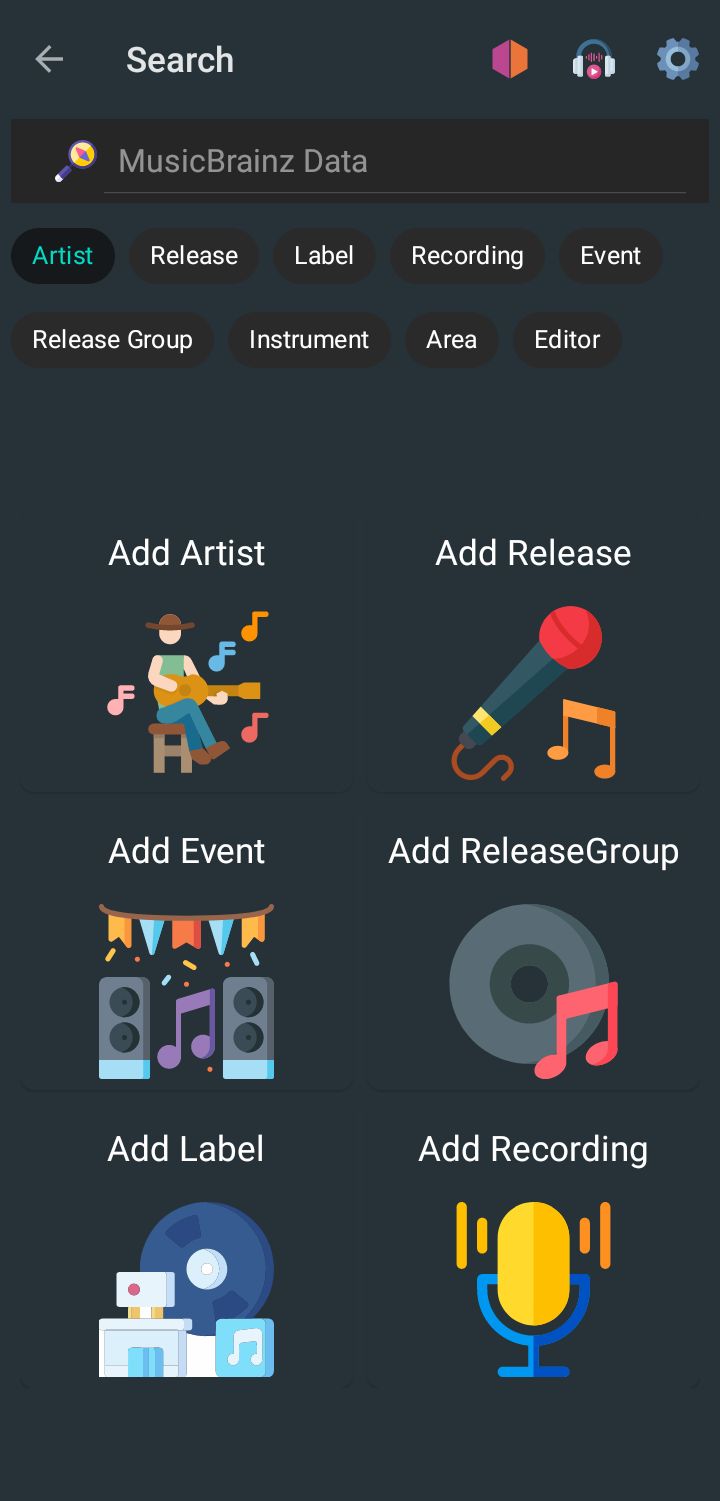 Search
MusicBrainz Data
Artist Release Label Recording Event
Release Group Instrument Area Editor
Add Artist Add Release
Add Event Add ReleaseGroup
Add Label Add Recording